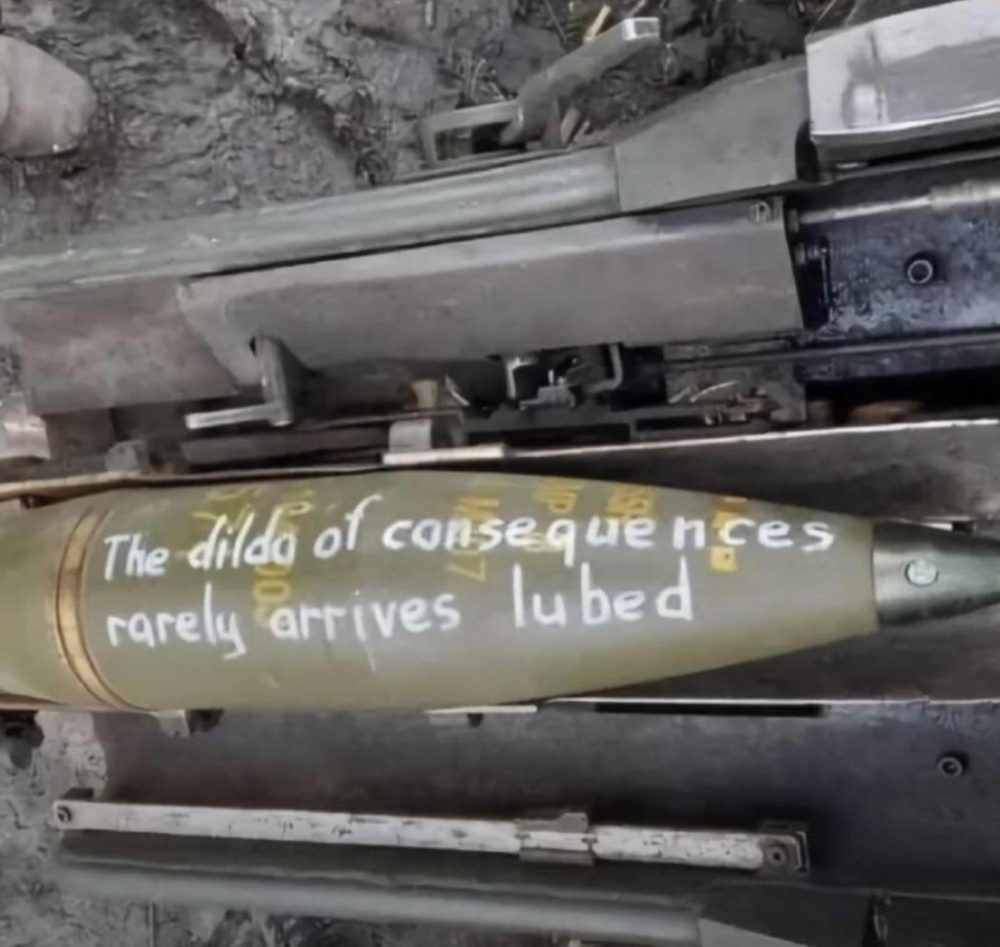 The dildo of consequences
rarely arrives lubed